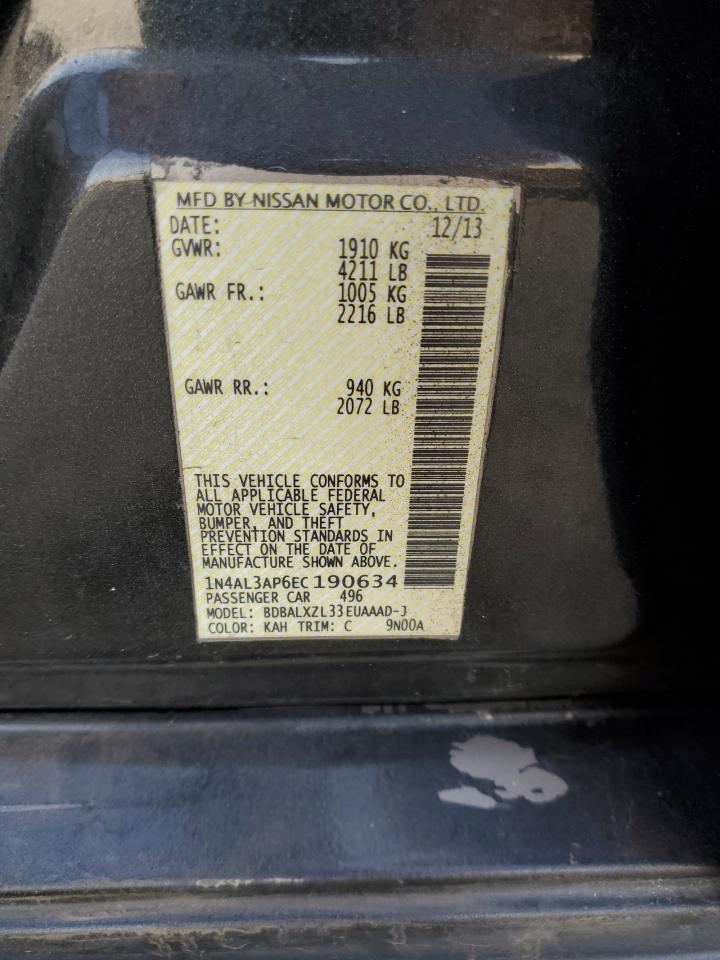 MFD BY NISSAN MOTOR CO., LTD.
DATE: 12/13
GVWR: 1910 KG
4211 LB
GAWR FR.: 1005 KG
2216 LB
GAWR RR.: 940 KG
2072 LB
THIS VEHICLE CONFORMS TO
ALL APPLICABLE FEDERAL
MOTOR VEHICLE SAFETY,
BUMPER, AND THEFT
PREVENTION STANDARDS IN
EFFECT ON THE DATE OF
MANUFACTURE SHOWN ABOVE.
1N4AL3AP6EC190634
PASSENGER CAR 496
MODEL: BDBALXZL33EUAAAD-J
COLOR: KAH TRIM: C 9N00A